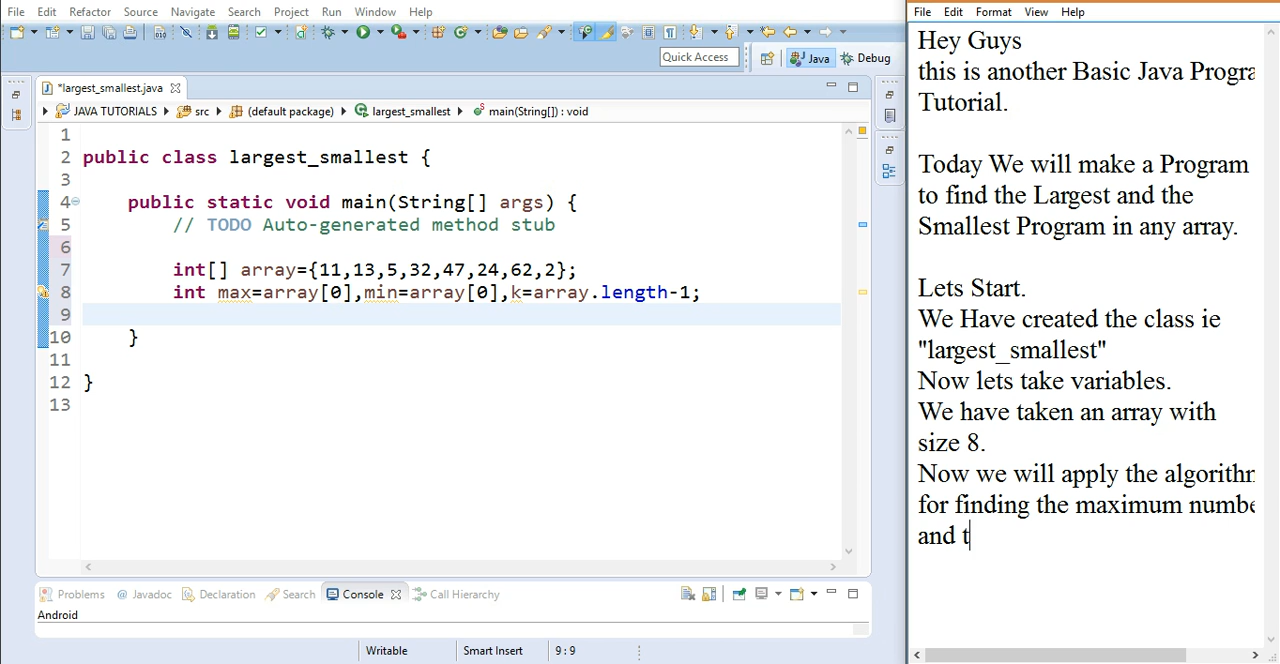 File Edit Refactor Source Navigate Search Project Run Window Help
Quick Access Java Debug
*largest_smallest.java
JAVA TUTORIALS src (default package) largest_smallest main(String[]) : void
1
2 public class largest_smallest {
3
4 public static void main(String[] args) {
5 // TODO Auto-generated method stub
6
7 int[] array={11,13,5,32,47,24,62,2};
8 int max=array[0],min=array[0],k=array.length-1;
9
10 }
11
12 }
13
Problems @ Javadoc Declaration Search Console Call Hierarchy
Android
Writable Smart Insert 9 : 9
File Edit Format View Help
Hey Guys
this is another Basic Java Progra
Tutorial.
Today We will make a Program
to find the Largest and the
Smallest Program in any array.
Lets Start.
We Have created the class ie
"largest_smallest"
Now lets take variables.
We have taken an array with
size 8.
Now we will apply the algorithm
for finding the maximum numbe
and t